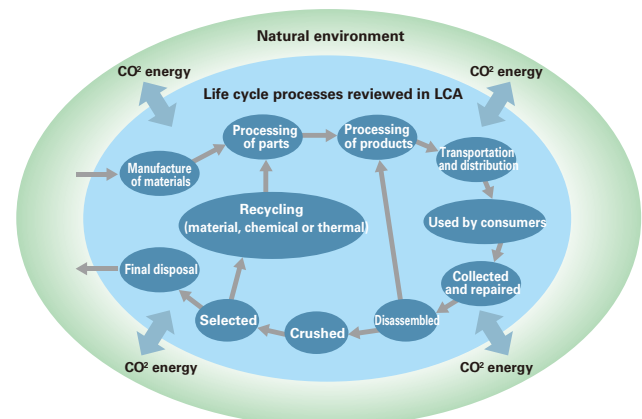 Natural environment
CO² energy
CO² energy
Life cycle processes reviewed in LCA
Processing
of parts
Processing
of products
Manufacture
of materials
Transportation
and distribution
Recycling
(material, chemical or thermal)
Used by consumers
Final disposal
Collected
and repaired
Selected
Crushed
Disassembled
CO² energy
CO² energy